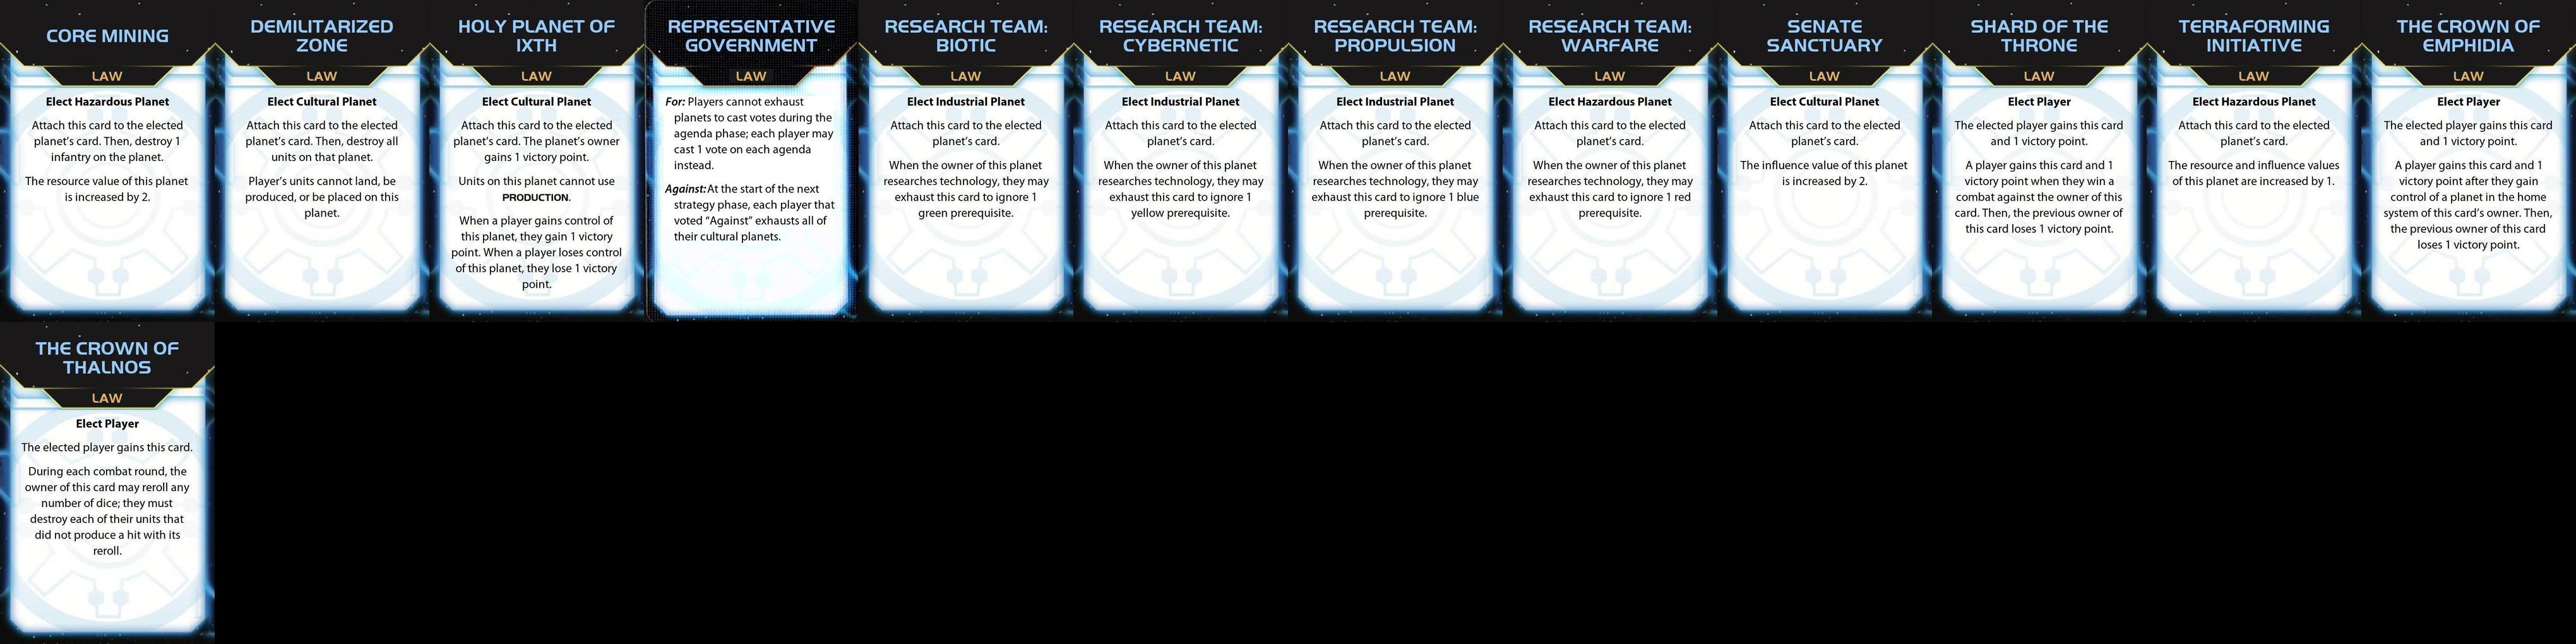 CORE MINING
LAW
Elect Hazardous Planet
Attach this card to the elected
planet's card. Then, destroy 1
infantry on the planet.
The resource value of this planet
is increased by 2.
DEMILITARIZED
ZONE
LAW
Elect Cultural Planet
Attach this card to the elected
planet's card. Then, destroy all
units on that planet.
Player's units cannot land, be
produced, or be placed on this
planet.
HOLY PLANET OF
IXTH
LAW
Elect Cultural Planet
Attach this card to the elected
planet's card. The planet's owner
gains 1 victory point.
Units on this planet cannot use
PRODUCTION.
When a player gains control of
this planet, they gain 1 victory
point. When a player loses control
of this planet, they lose 1 victory
point.
REPRESENTATIVE
GOVERNMENT
LAW
For: Players cannot exhaust
planets to cast votes during the
agenda phase; each player may
cast 1 vote on each agenda
instead.
Against: At the start of the next
strategy phase, each player that
voted “Against” exhausts all of
their cultural planets.
RESEARCH TEAM:
BIOTIC
LAW
Elect Industrial Planet
Attach this card to the elected
planet's card.
When the owner of this planet
researches technology, they may
exhaust this card to ignore 1
green prerequisite.
RESEARCH TEAM:
CYBERNETIC
LAW
Elect Industrial Planet
Attach this card to the elected
planet's card.
When the owner of this planet
researches technology, they may
exhaust this card to ignore 1
yellow prerequisite.
RESEARCH TEAM:
PROPULSION
LAW
Elect Industrial Planet
Attach this card to the elected
planet's card.
When the owner of this planet
researches technology, they may
exhaust this card to ignore 1 blue
prerequisite.
RESEARCH TEAM:
WARFARE
LAW
Elect Hazardous Planet
Attach this card to the elected
planet's card.
When the owner of this planet
researches technology, they may
exhaust this card to ignore 1 red
prerequisite.
SENATE
SANCTUARY
LAW
Elect Cultural Planet
Attach this card to the elected
planet's card.
The influence value of this planet
is increased by 2.
SHARD OF THE
THRONE
LAW
Elect Player
The elected player gains this card
and 1 victory point.
A player gains this card and 1
victory point when they win a
combat against the owner of this
card. Then, the previous owner of
this card loses 1 victory point.
TERRAFORMING
INITIATIVE
LAW
Elect Hazardous Planet
Attach this card to the elected
planet's card.
The resource and influence values
of this planet are increased by 1.
THE CROWN OF
EMPHIDIA
LAW
Elect Player
The elected player gains this card
and 1 victory point.
A player gains this card and 1
victory point after they gain
control of a planet in the home
system of this card's owner. Then,
the previous owner of this card
loses 1 victory point.
THE CROWN OF
THALNOS
LAW
Elect Player
The elected player gains this card.
During each combat round, the
owner of this card may reroll any
number of dice; they must
destroy each of their units that
did not produce a hit with its
reroll.